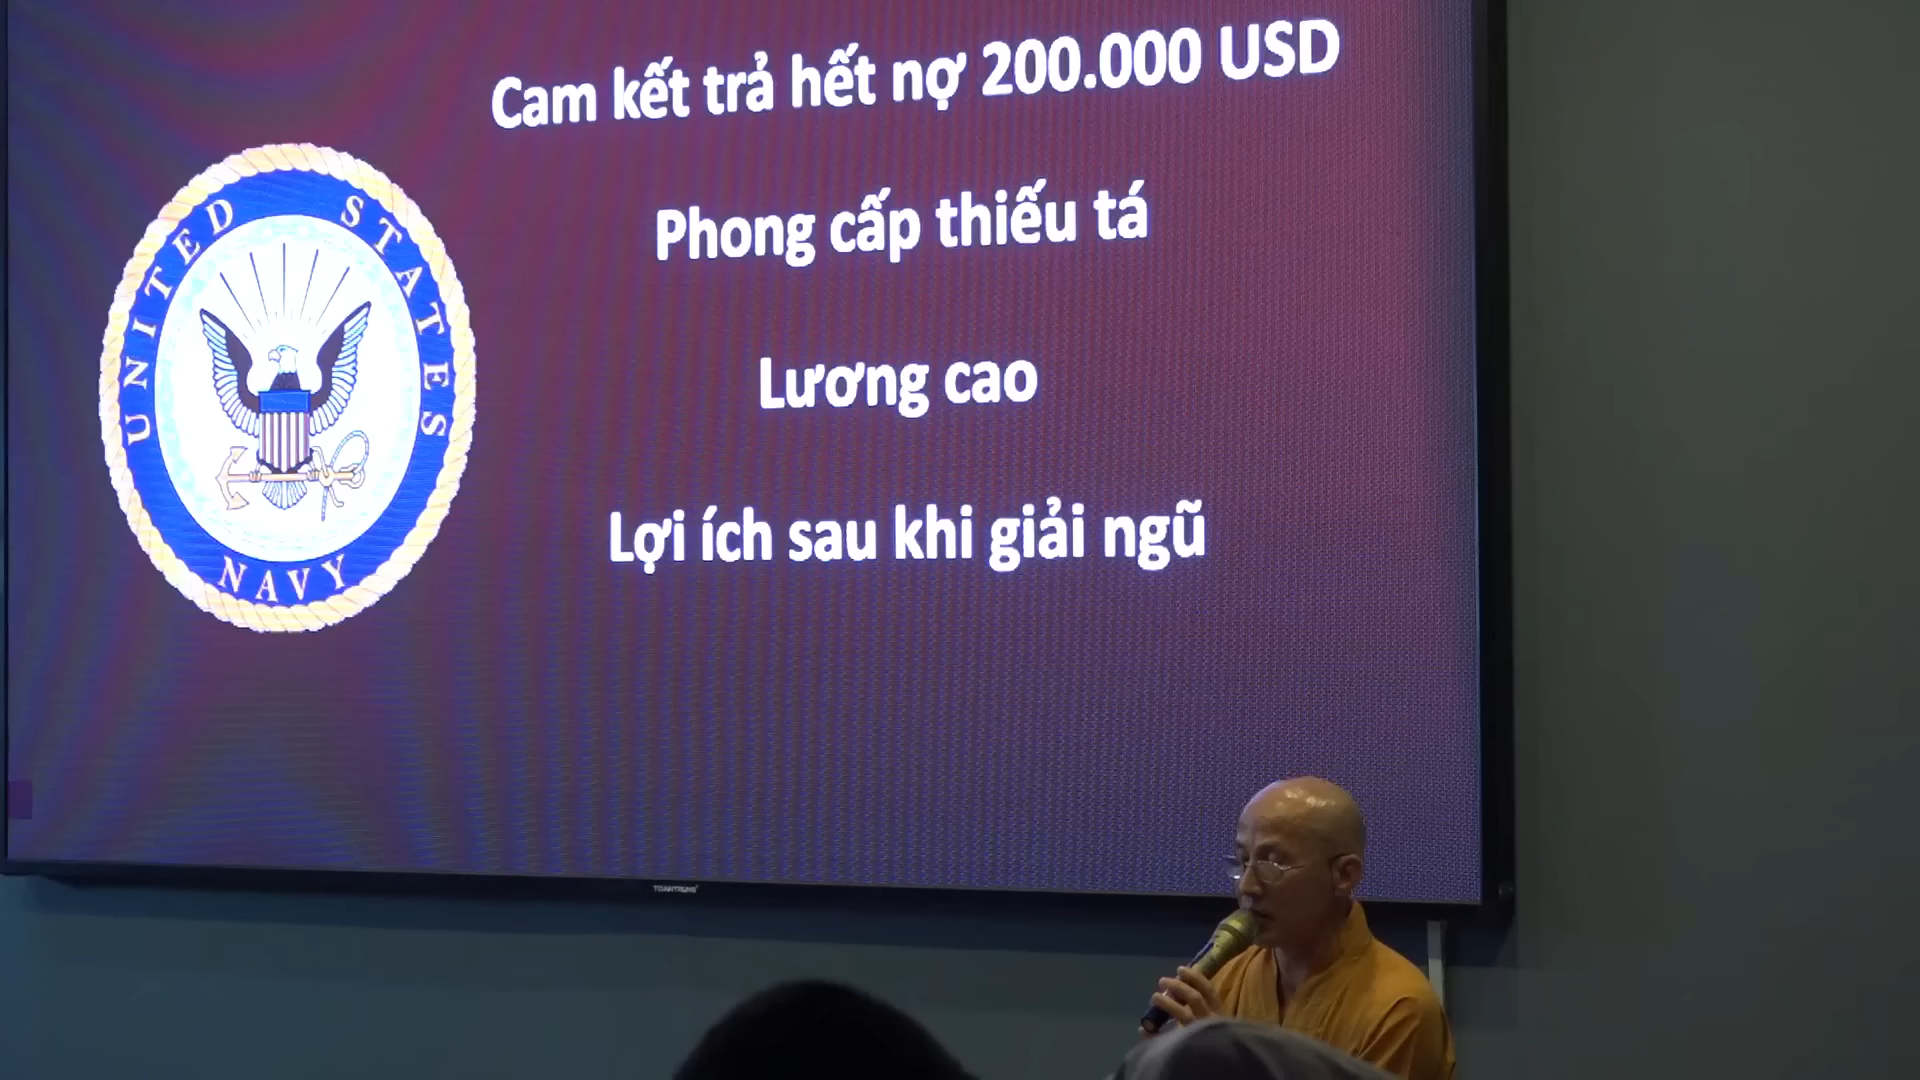 Cam kết trả hết nợ 200.000 USD
Phong cấp thiếu tá
Lương cao
Lợi ích sau khi giải ngũ
UNITED STATES
NAVY